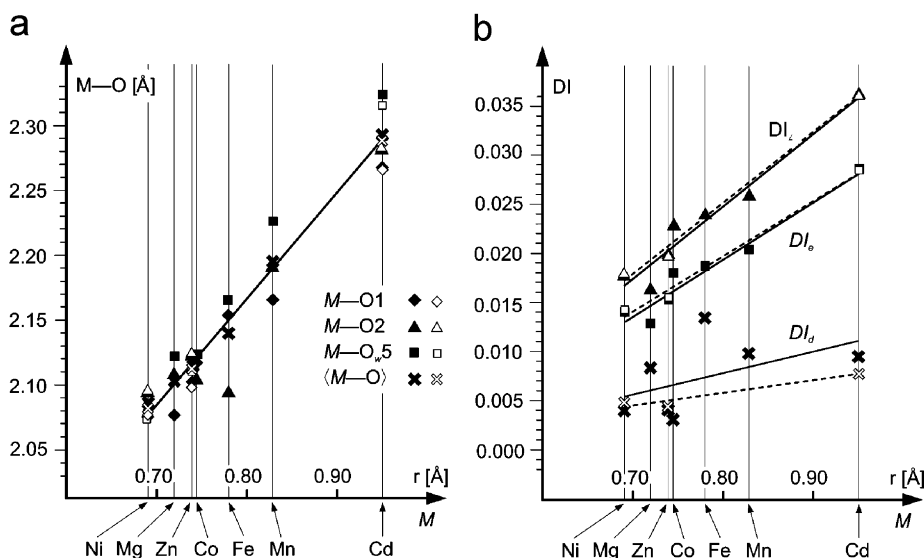 a
M—O [Å]
2.30
2.25
2.20
2.15
2.10
2.05
M—O1
M—O2
M—Ow5
⟨M—O⟩
0.70 0.80 0.90 r [Å]
M
Ni Mg Zn Co Fe Mn Cd
b
DI
0.035
0.030
0.025
0.020
0.015
0.010
0.005
0.000
DI
DIe
DId
0.70 0.80 0.90 r [Å]
M
Ni Mg Zn Co Fe Mn Cd